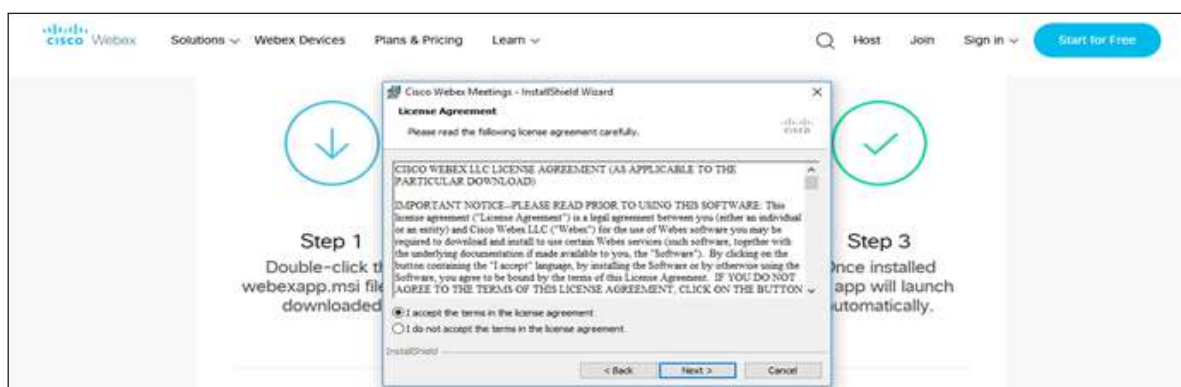 cisco Webex Solutions Webex Devices Plans & Pricing Learn Host Join Sign in Start for Free
Cisco Webex Meetings - InstallShield Wizard
License Agreement
Please read the following license agreement carefully.
cisco
CISCO WEBEX LLC LICENSE AGREEMENT (AS APPLICABLE TO THE
PARTICULAR DOWNLOAD)
IMPORTANT NOTICE--PLEASE READ PRIOR TO USING THIS SOFTWARE: This
license agreement ("License Agreement") is a legal agreement between you (either an individual
or an entity) and Cisco Webex LLC ("Webex") for the use of Webex software you may be
required to download and install to use certain Webex services (such software, together with
the underlying documentation if made available to you, the "Software"). By clicking on the
button containing the "I accept" language, by installing the Software or by otherwise using the
Software, you agree to be bound by the terms of this License Agreement. IF YOU DO NOT
AGREE TO THE TERMS OF THIS LICENSE AGREEMENT, CLICK ON THE BUTTON
I accept the terms in the license agreement
I do not accept the terms in the license agreement
InstallShield
< Back Next > Cancel
Step 1
Double-click th
webexapp.msi file
downloaded
Step 3
Once installed
app will launch
utomatically.